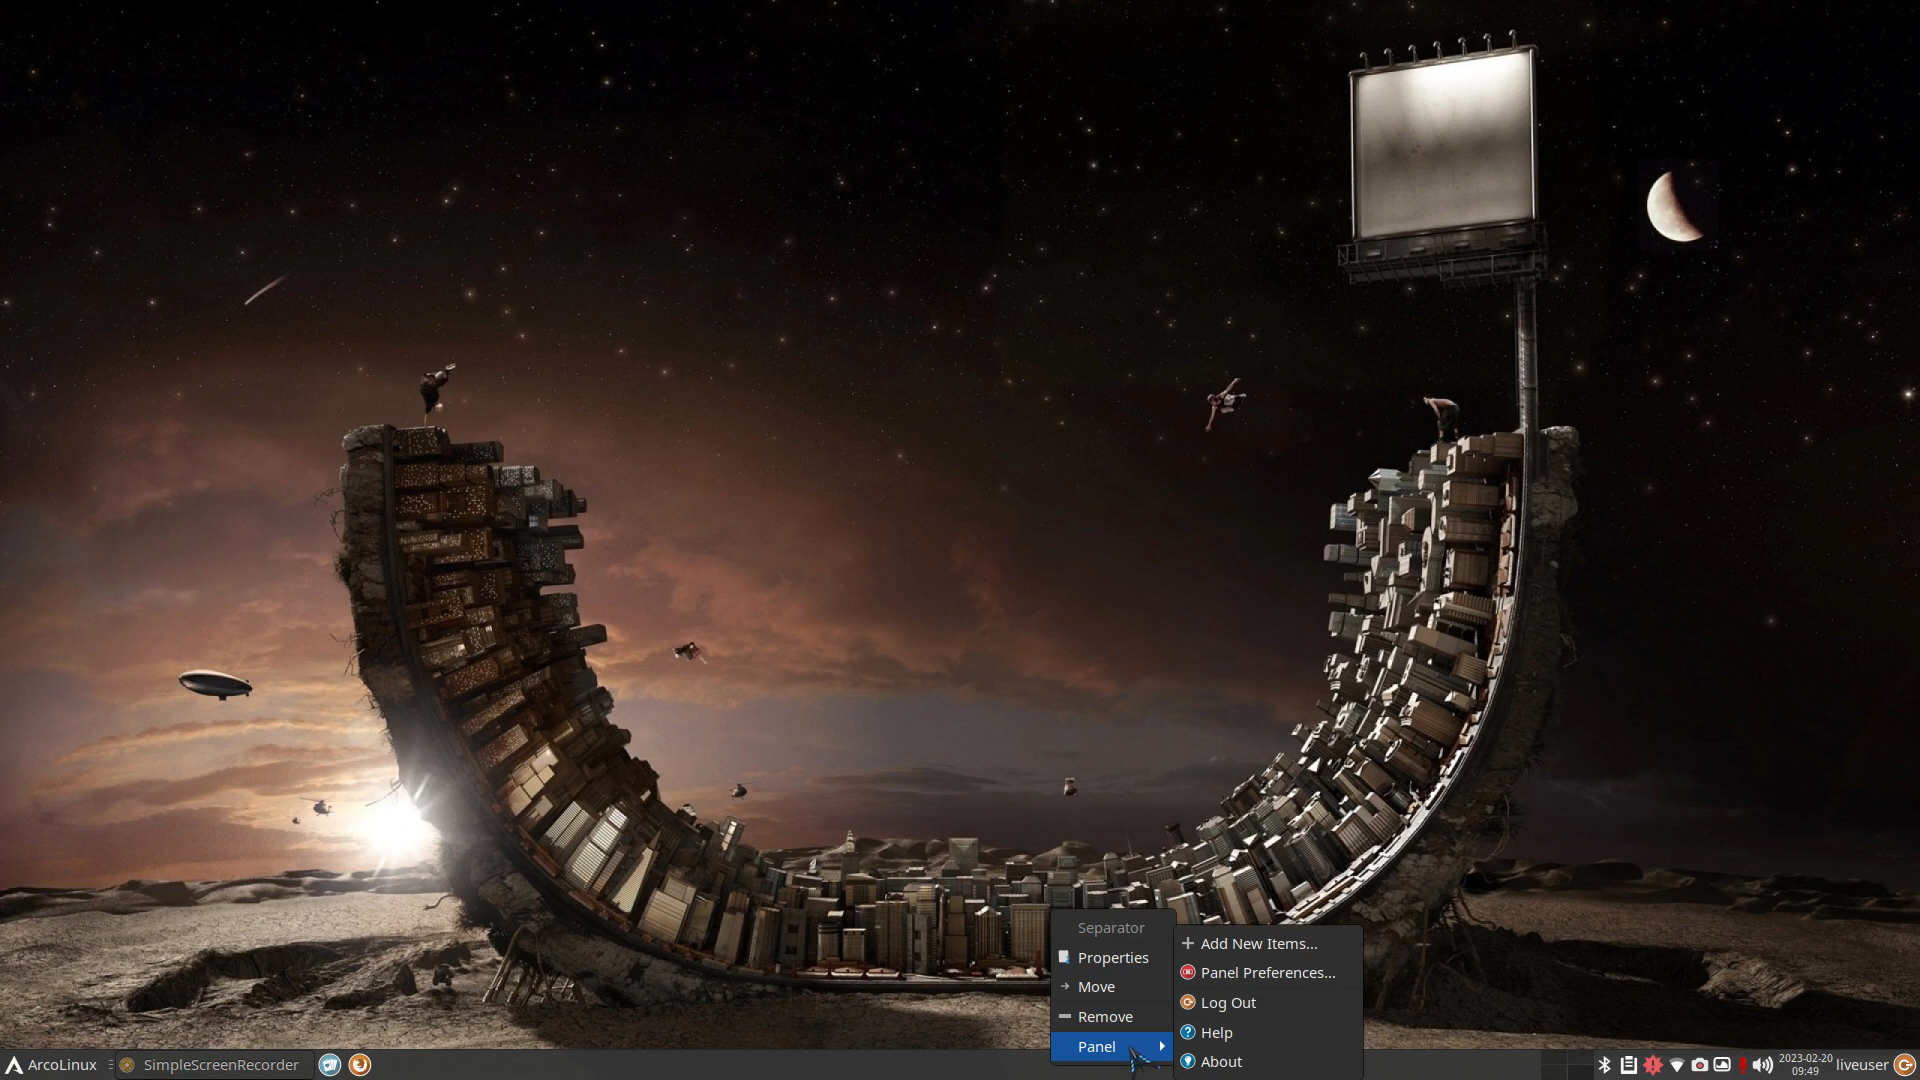 Separator
Properties
Move
Remove
Panel
Add New Items...
Panel Preferences...
Log Out
Help
About
ArcoLinux
SimpleScreenRecorder
2023-02-20
09:49
liveuser